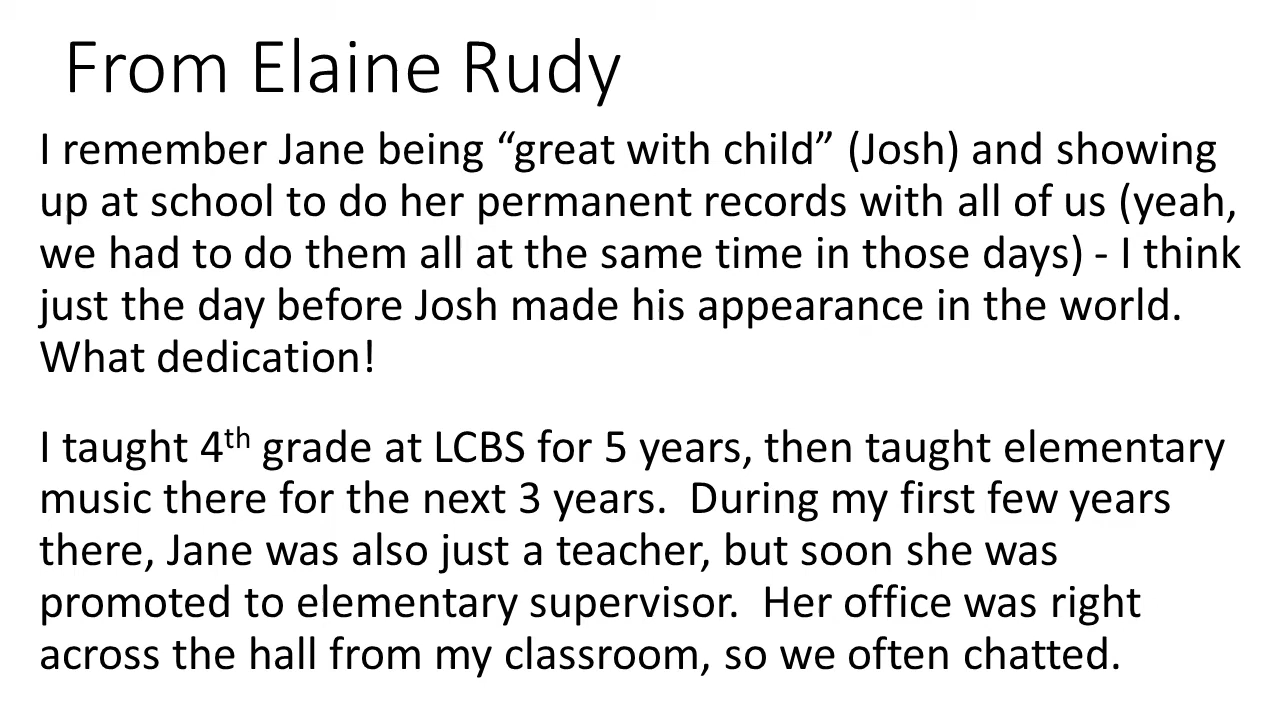 From Elaine Rudy
I remember Jane being “great with child” (Josh) and showing
up at school to do her permanent records with all of us (yeah,
we had to do them all at the same time in those days) - I think
just the day before Josh made his appearance in the world.
What dedication!
I taught 4th grade at LCBS for 5 years, then taught elementary
music there for the next 3 years.  During my first few years
there, Jane was also just a teacher, but soon she was
promoted to elementary supervisor.  Her office was right
across the hall from my classroom, so we often chatted.